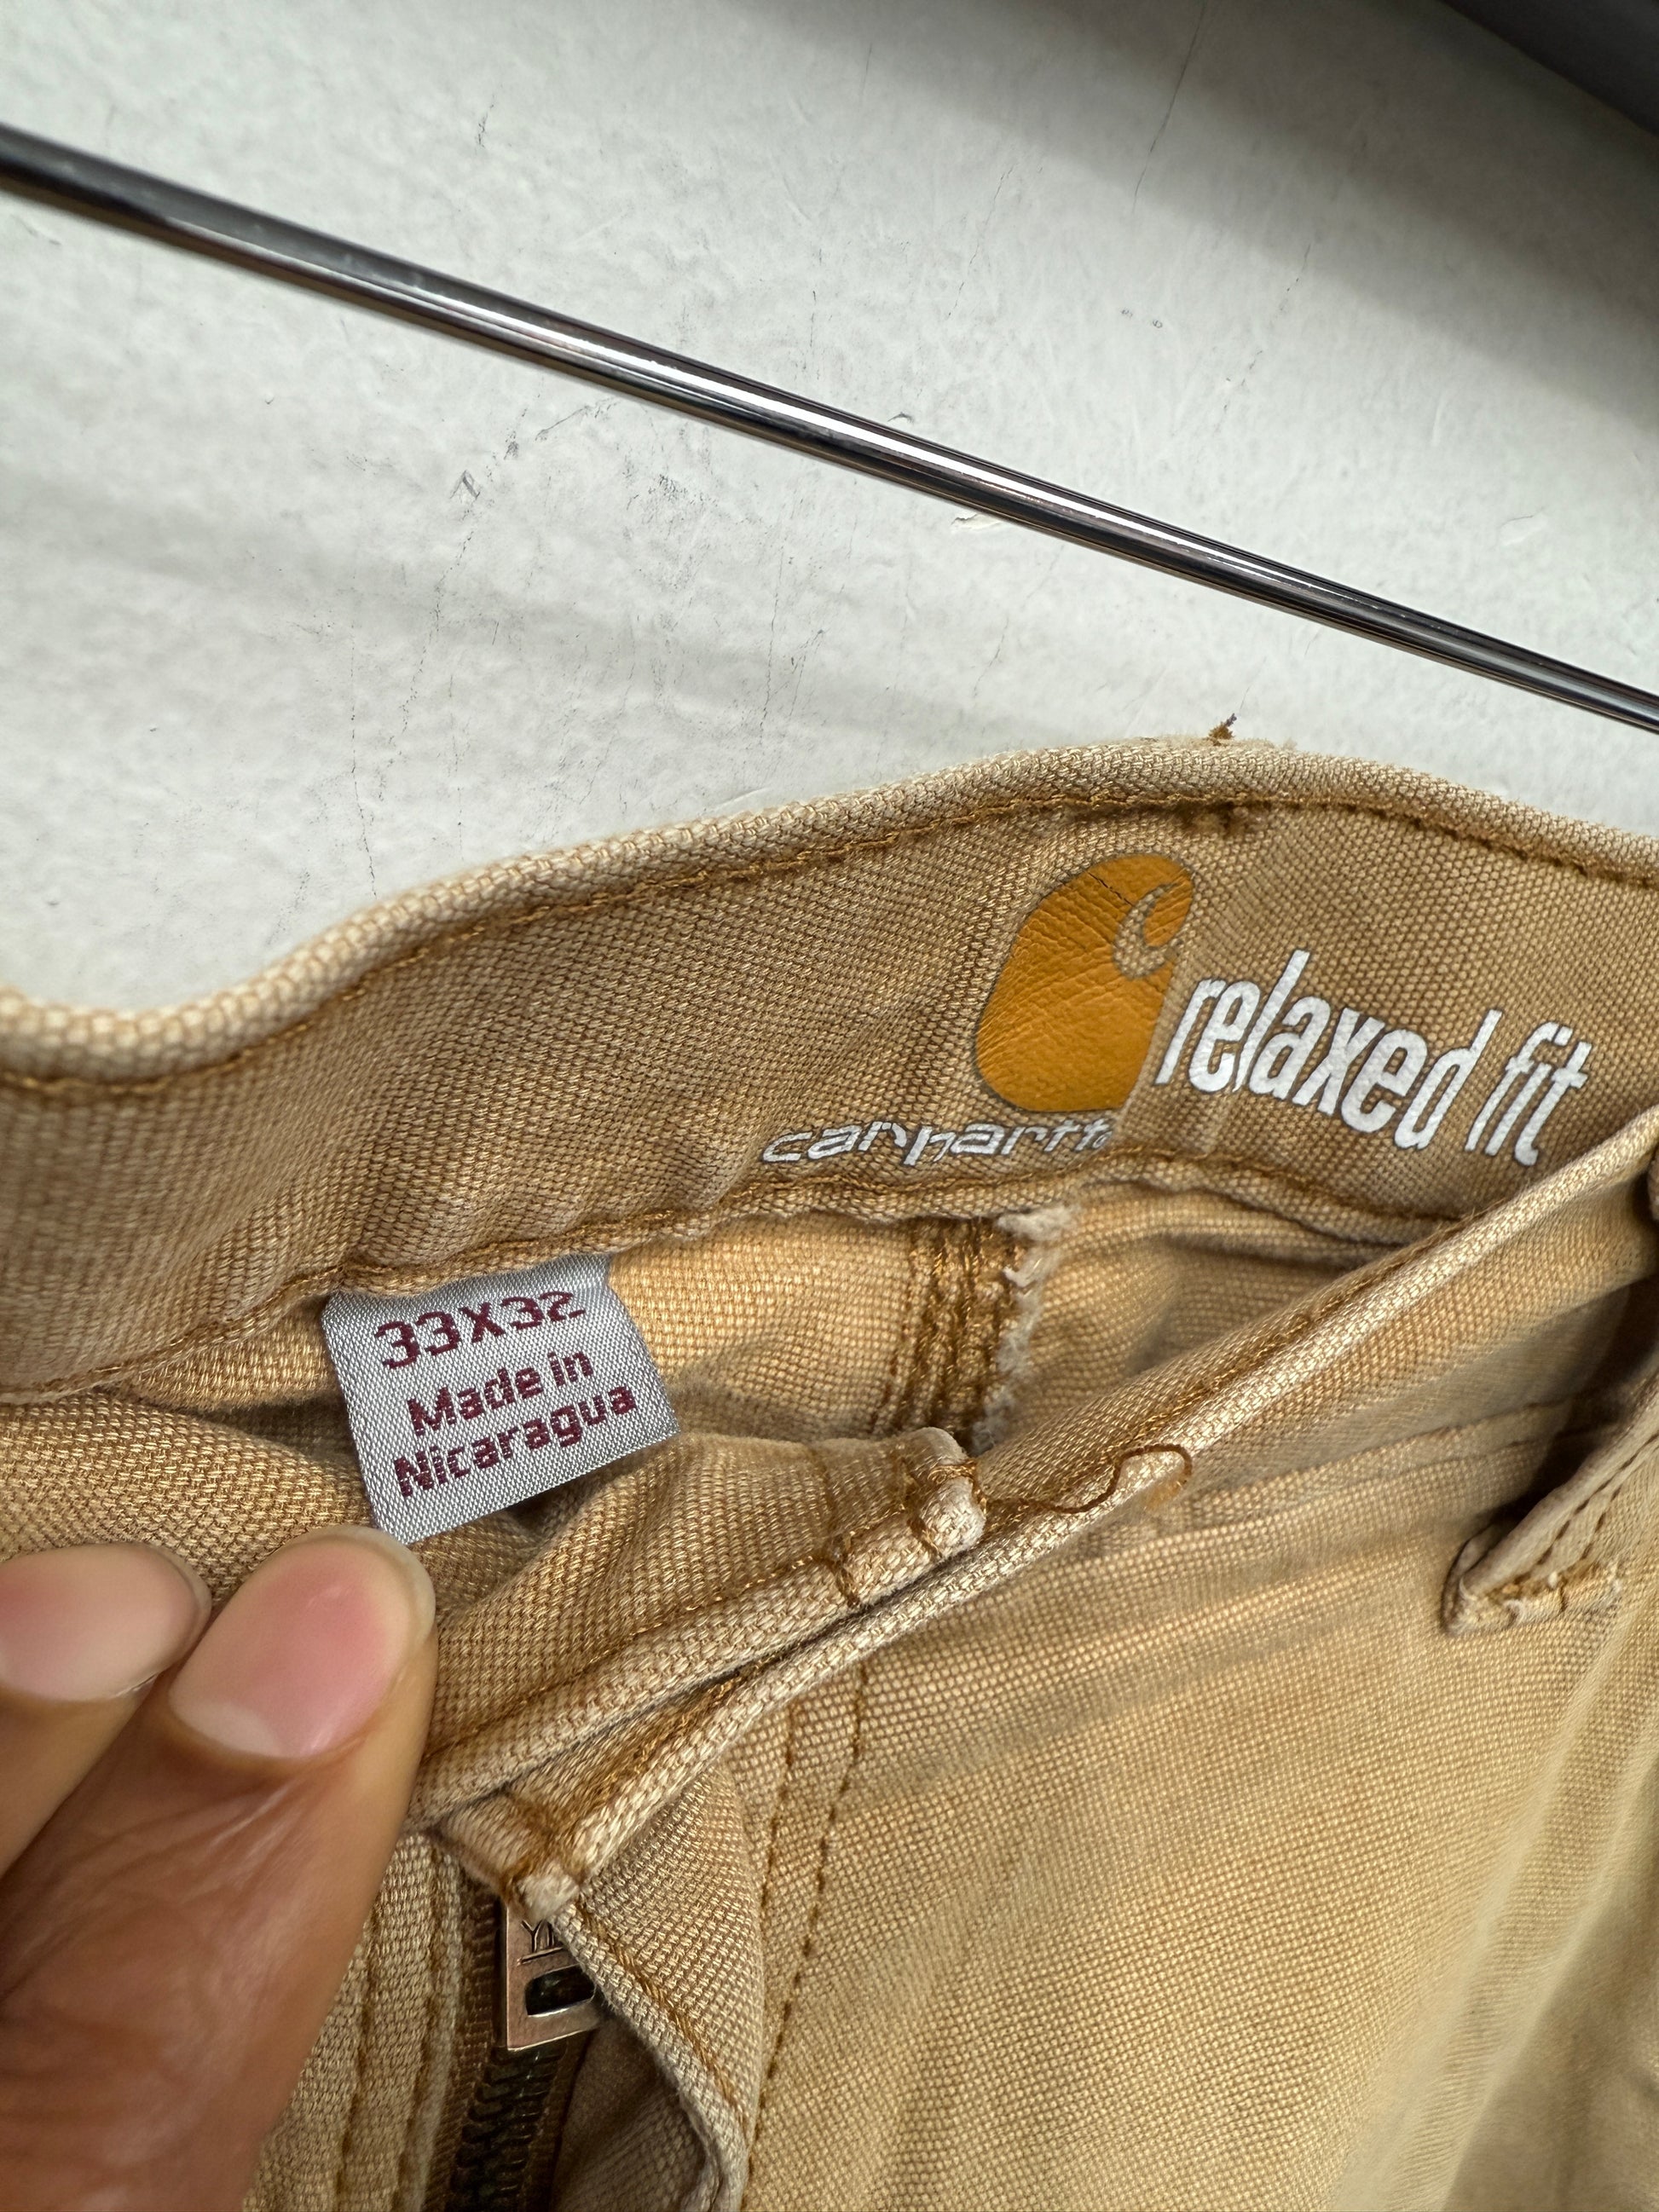 relaxed fit
carhartt
33X32
Made in
Nicaragua